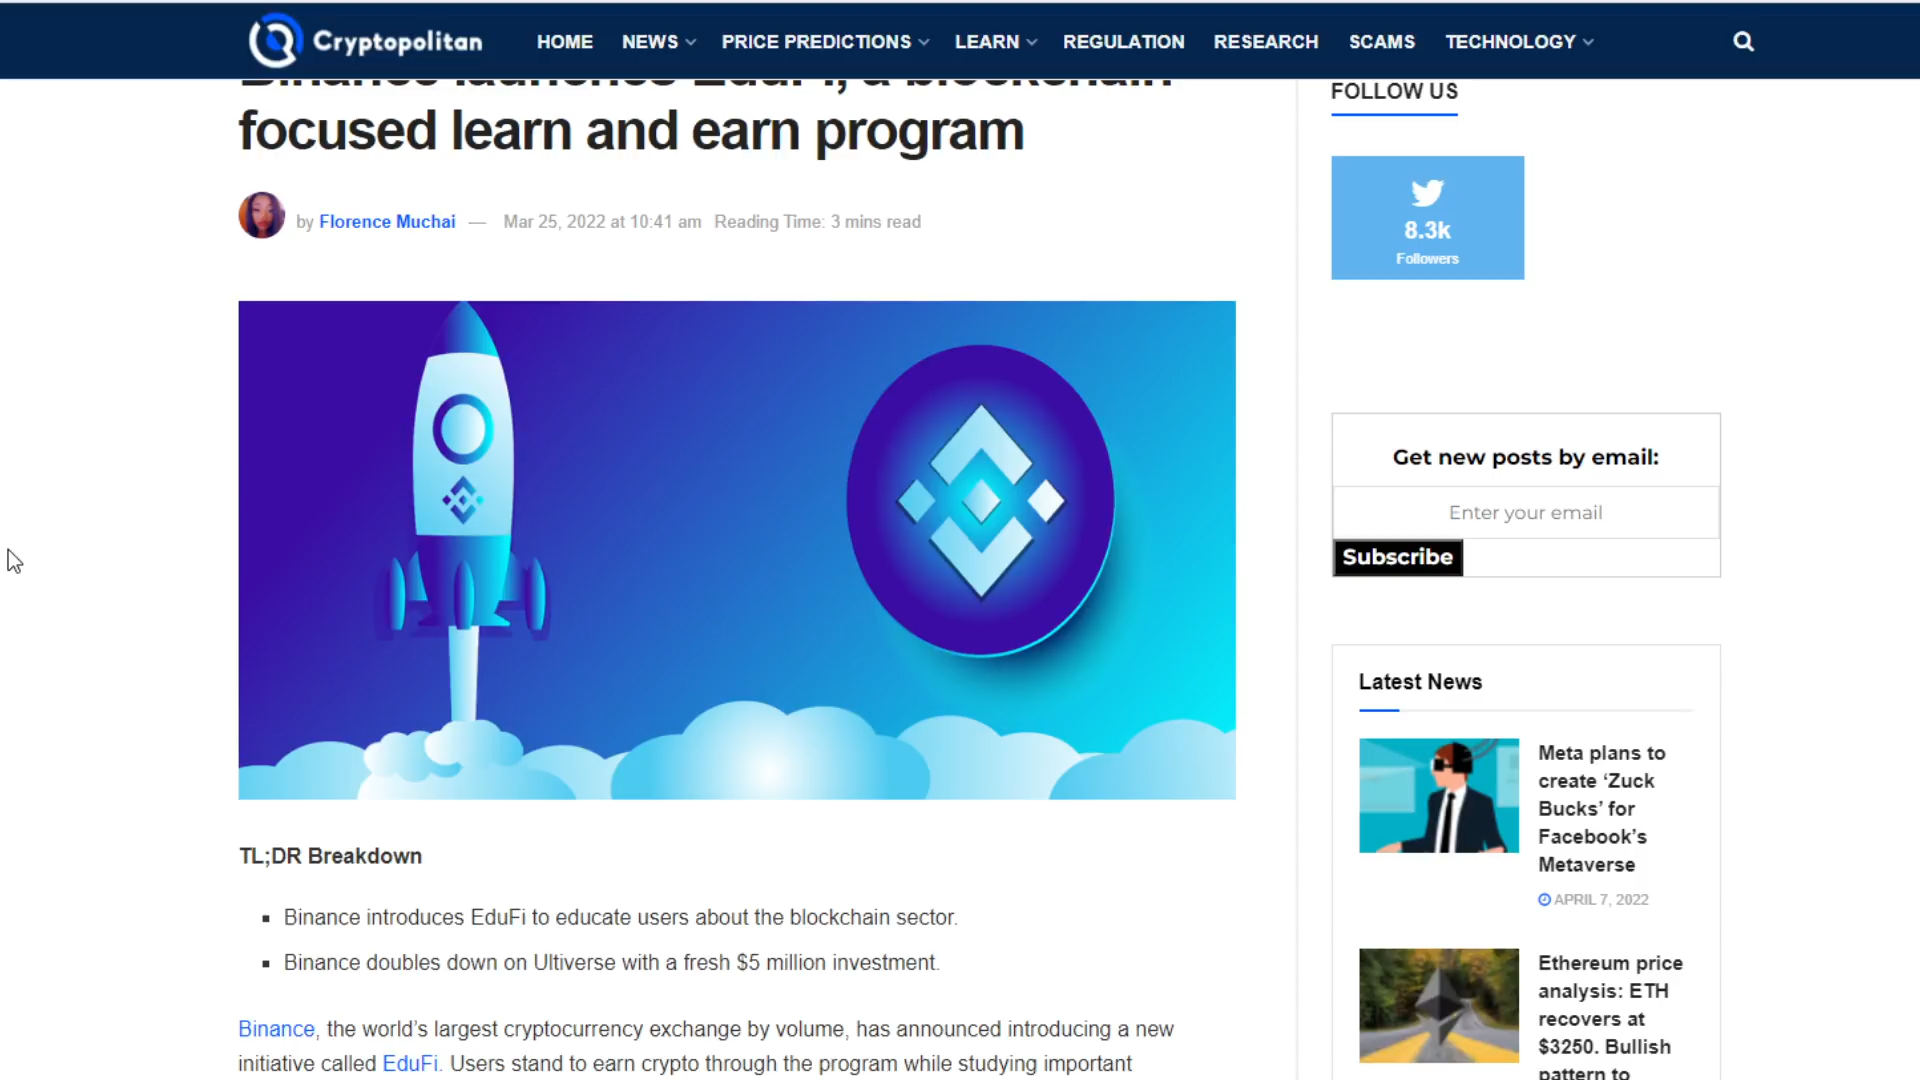 Cryptopolitan
HOME NEWS PRICE PREDICTIONS LEARN REGULATION RESEARCH SCAMS TECHNOLOGY
Binance launches EduFi, a blockchain
focused learn and earn program
by Florence Muchai — Mar 25, 2022 at 10:41 am Reading Time: 3 mins read
TL;DR Breakdown
▪ Binance introduces EduFi to educate users about the blockchain sector.
▪ Binance doubles down on Ultiverse with a fresh $5 million investment.
Binance, the world’s largest cryptocurrency exchange by volume, has announced introducing a new
initiative called EduFi. Users stand to earn crypto through the program while studying important
FOLLOW US
8.3k
Followers
Get new posts by email:
Enter your email
Subscribe
Latest News
Meta plans to
create ‘Zuck
Bucks’ for
Facebook’s
Metaverse
APRIL 7, 2022
Ethereum price
analysis: ETH
recovers at
$3250. Bullish
pattern to